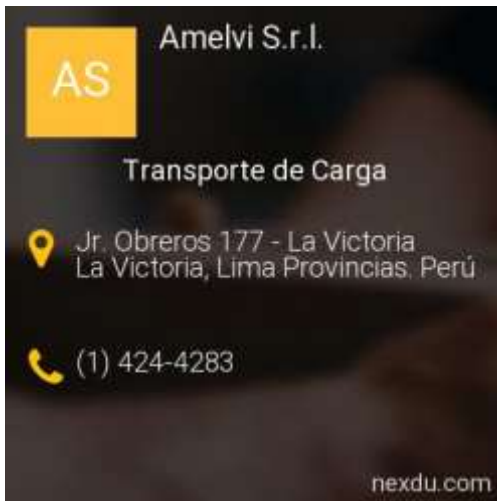 AS
Amelvi S.r.l.
Transporte de Carga
Jr. Obreros 177 - La Victoria
La Victoria, Lima Provincias. Perú
(1) 424-4283
nexdu.com